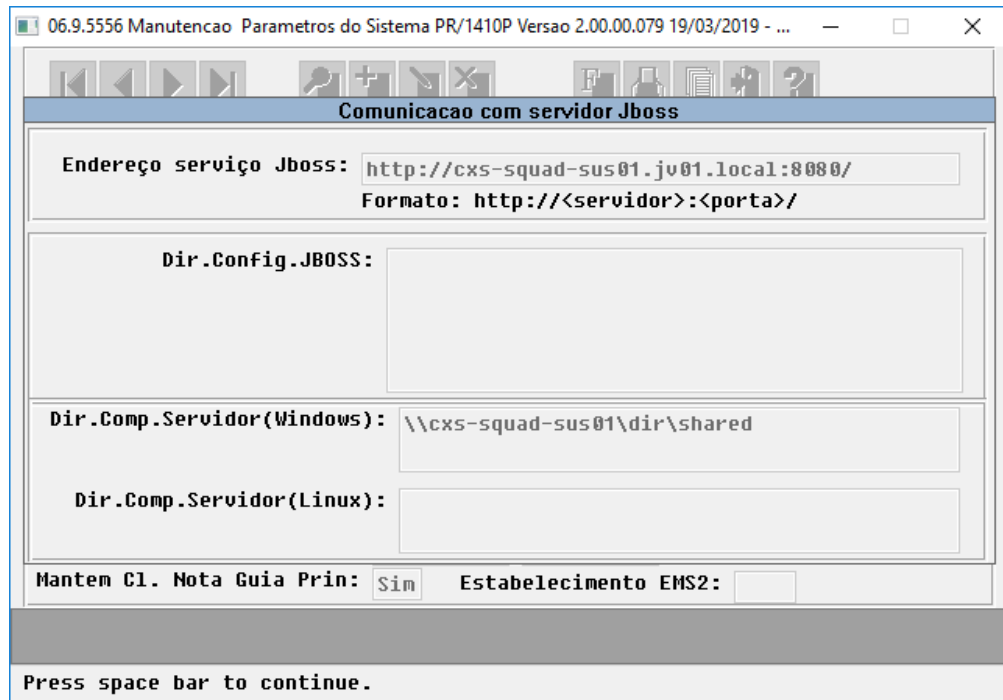 06.9.5556 Manutencao Parametros do Sistema PR/1410P Versao 2.00.00.079 19/03/2019 - ...
F
?
Comunicacao com servidor Jboss
Endereço serviço Jboss: http://cxs-squad-sus01.jv01.local:8080/
Formato: http://<servidor>:<porta>/
Dir.Config.JBOSS:
Dir.Comp.Servidor(Windows): \\cxs-squad-sus01\dir\shared
Dir.Comp.Servidor(Linux):
Mantem Cl. Nota Guia Prin: Sim Estabelecimento EMS2:
Press space bar to continue.